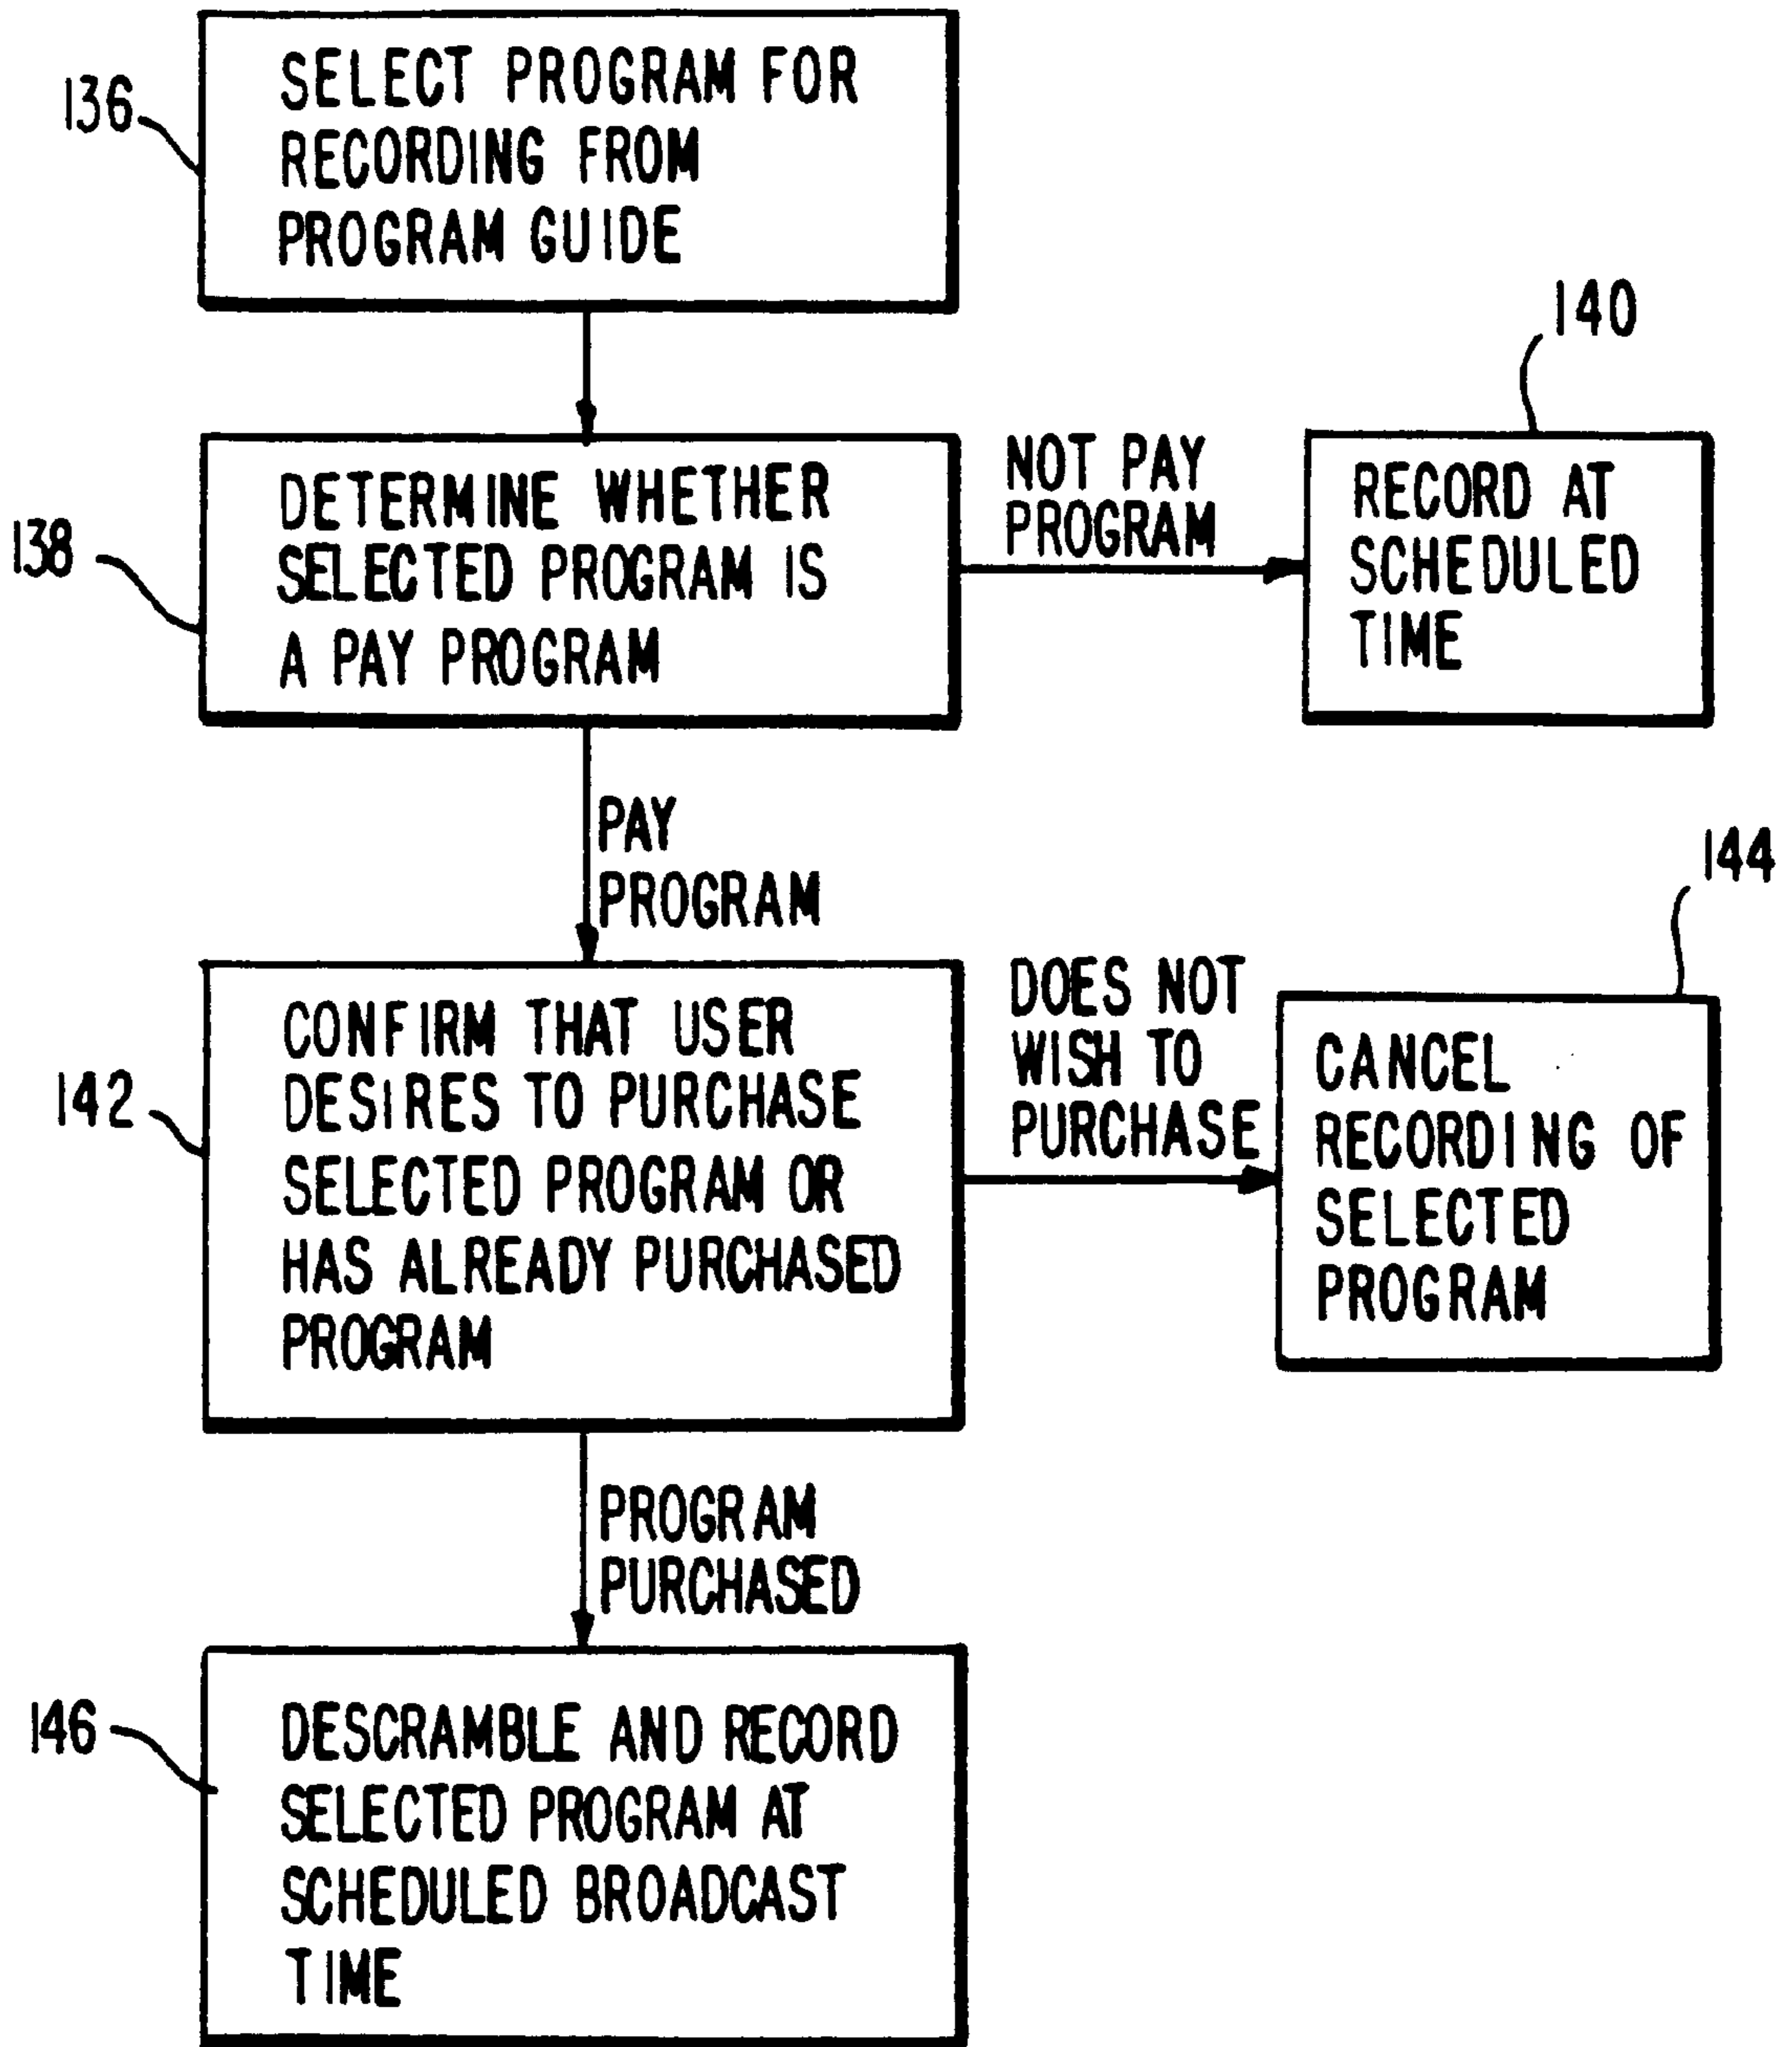 136
SELECT PROGRAM FOR
RECORDING FROM
PROGRAM GUIDE
138
DETERMINE WHETHER
SELECTED PROGRAM IS
A PAY PROGRAM
NOT PAY
PROGRAM
140
RECORD AT
SCHEDULED
TIME
PAY
PROGRAM
142
CONFIRM THAT USER
DESIRES TO PURCHASE
SELECTED PROGRAM OR
HAS ALREADY PURCHASED
PROGRAM
DOES NOT
WISH TO
PURCHASE
144
CANCEL
RECORDING OF
SELECTED
PROGRAM
PROGRAM
PURCHASED
146
DESCRAMBLE AND RECORD
SELECTED PROGRAM AT
SCHEDULED BROADCAST
TIME